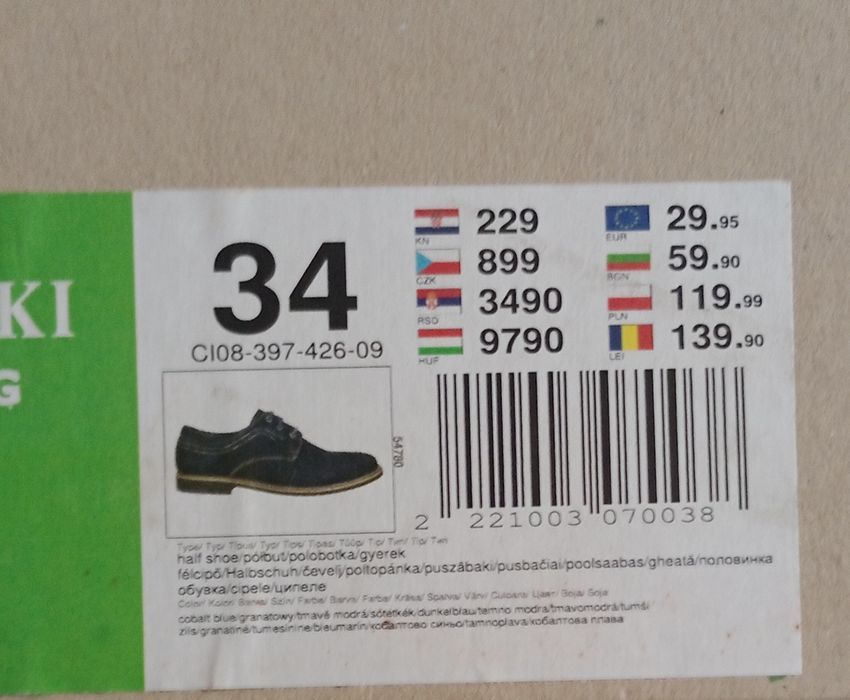 KI
G
34
CI08-397-426-09
KN 229
CZK 899
RSD 3490
HUF 9790
EUR 29.95
BGN 59.90
PLN 119.99
LEI 139.90
54780
2 221003 070038
half shoe/półbut/polobotka/gyerek
félcipő/Halbschuh/čevelj/poltopánka/puszābaki/pusbačiai/poolsaabas/gheată/половинка
обувка/cipele/ципеле
cobalt blue/granatowy/tmavě modrá/sötétkék/dunkelblau/temno modra/tmavomodrá/tumši
zils/granatinė/tumesinine/bleumarin/кобалтово синьо/tamnoplava/кобалтова плава